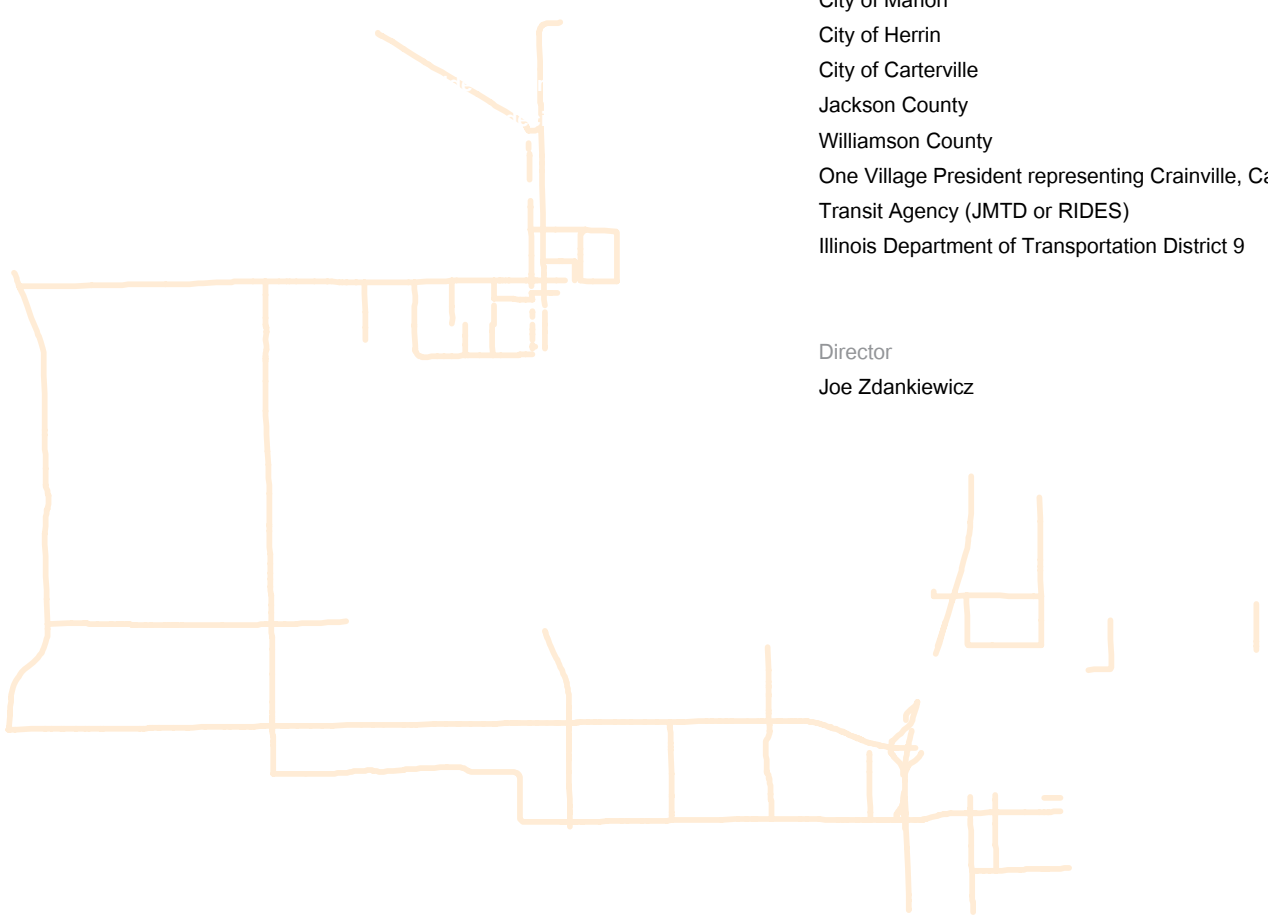 City of Marion
City of Herrin
City of Carterville
Jackson County
Williamson County
One Village President representing Crainville,
Transit Agency (JMTD or RIDES)
Illinois Department of Transportation District 9
Director
Joe Zdankiewicz